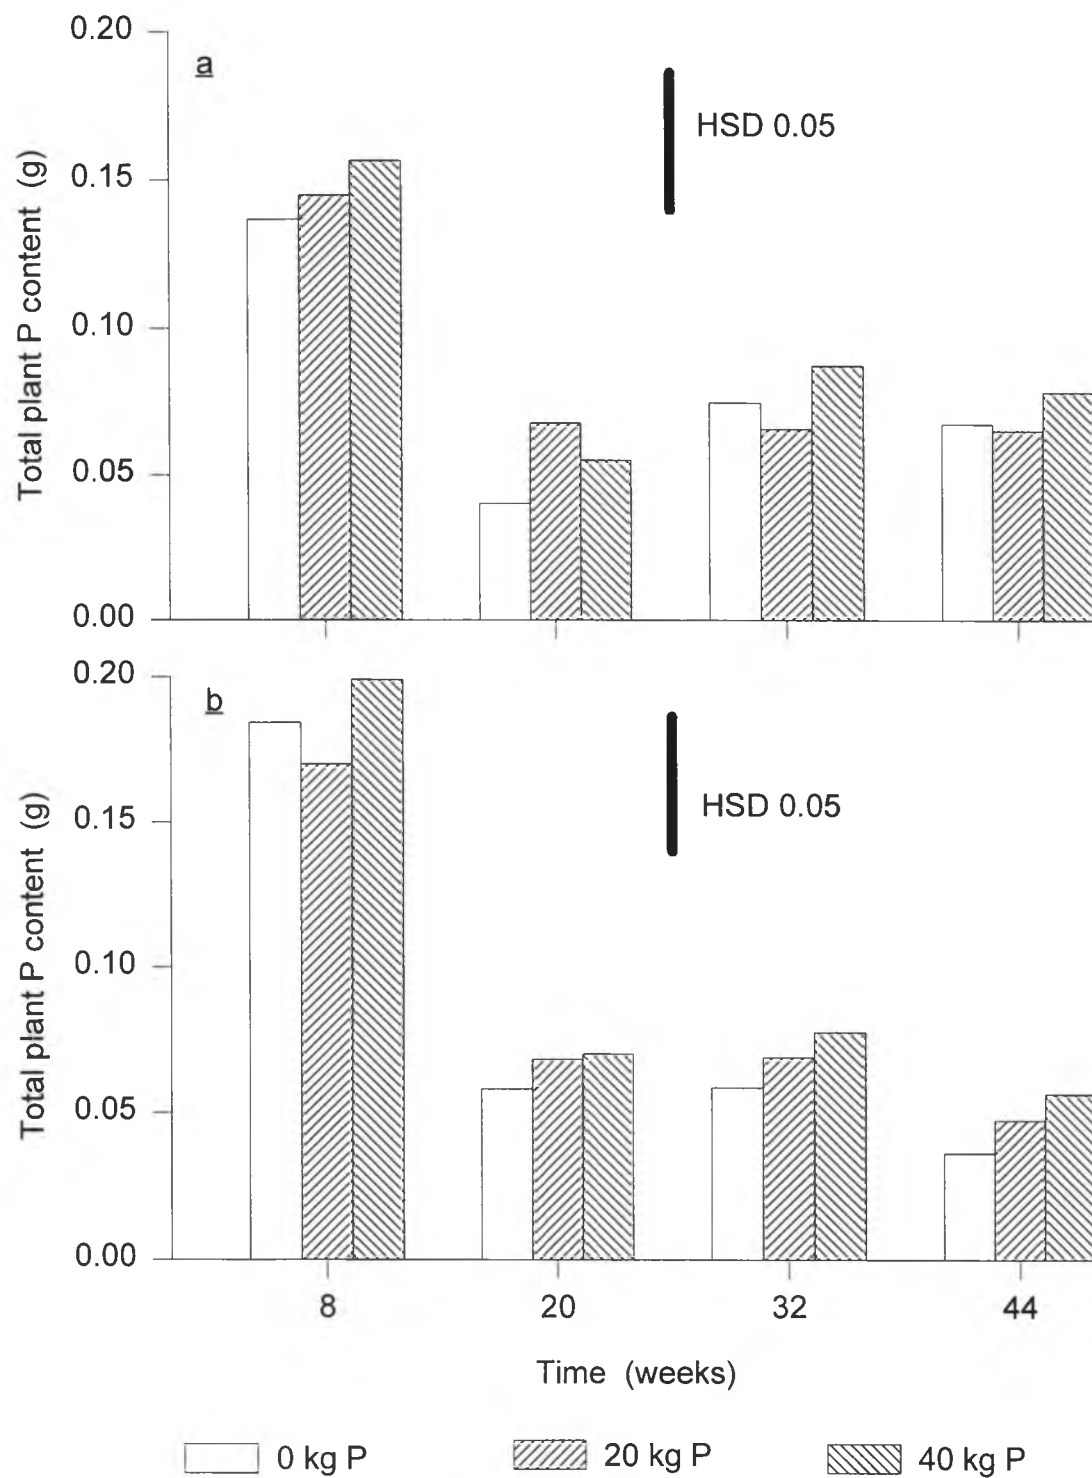 0.20
a
HSD 0.05
0.15
0.10
0.05
0.00
Total plant P content (g)
0.20
b
HSD 0.05
0.15
0.10
0.05
0.00
Total plant P content (g)
8 20 32 44
Time (weeks)
0 kg P 20 kg P 40 kg P